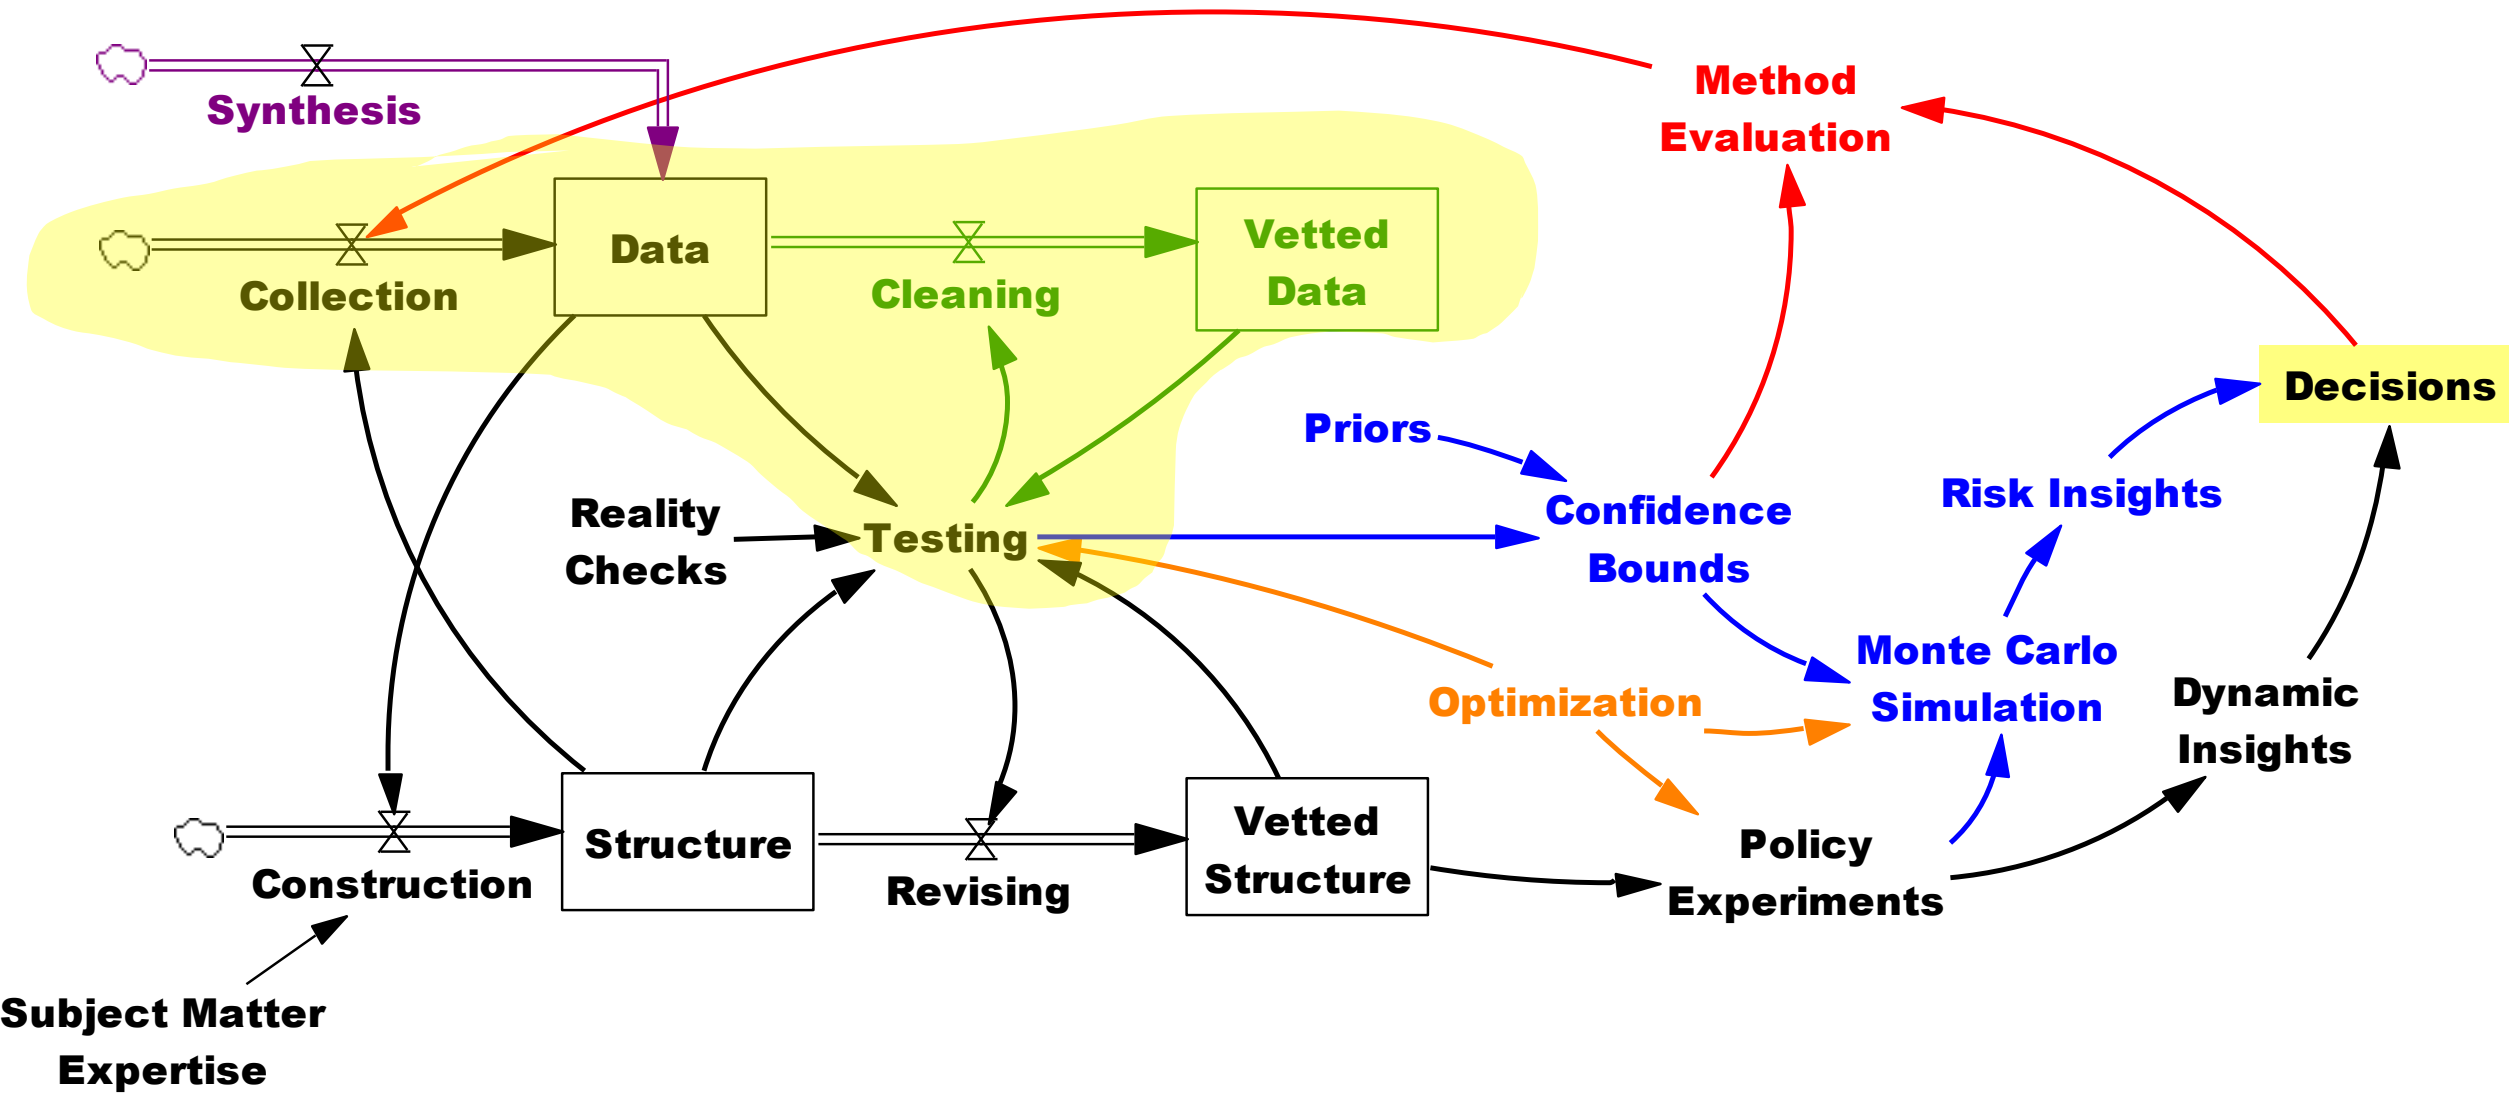 Synthesis
Method
Evaluation
Data
Collection
Cleaning
Vetted
Data
Decisions
Priors
Reality
Checks
Testing
Confidence
Bounds
Risk Insights
Monte Carlo
Simulation
Optimization
Dynamic
Insights
Structure
Construction
Revising
Vetted
Structure
Policy
Experiments
Subject Matter
Expertise